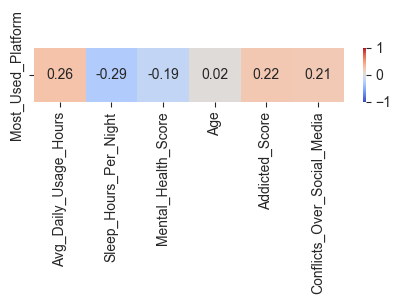 Most_Used_Platform
0.26 -0.29 -0.19 0.02 0.22 0.21
1
0
−1
Avg_Daily_Usage_Hours
Sleep_Hours_Per_Night
Mental_Health_Score
Age
Addicted_Score
Conflicts_Over_Social_Media